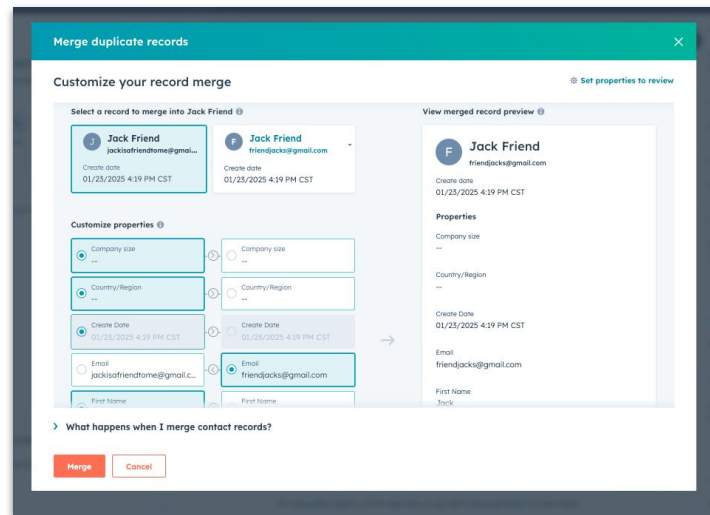 Merge duplicate records
Customize your record merge
Set properties to review
Select a record to merge into Jack Friend
View merged record preview
J
Jack Friend
jackisafriendtome@gmai...
Create date
01/23/2025 4:19 PM CST
F
Jack Friend
friendjacks@gmail.com
Create date
01/23/2025 4:19 PM CST
F
Jack Friend
friendjacks@gmail.com
Create date
01/23/2025 4:19 PM CST
Customize properties
Company size
--
Company size
--
Country/Region
--
Country/Region
--
Create Date
01/23/2025 4:19 PM CST
Create Date
01/23/2025 4:19 PM CST
Email
jackisafriendtome@gmail.c...
Email
friendjacks@gmail.com
First Name
First Name
Properties
Company size
--
Country/Region
--
Create Date
01/23/2025 4:19 PM CST
Email
friendjacks@gmail.com
First Name
Jack
What happens when I merge contact records?
Merge
Cancel